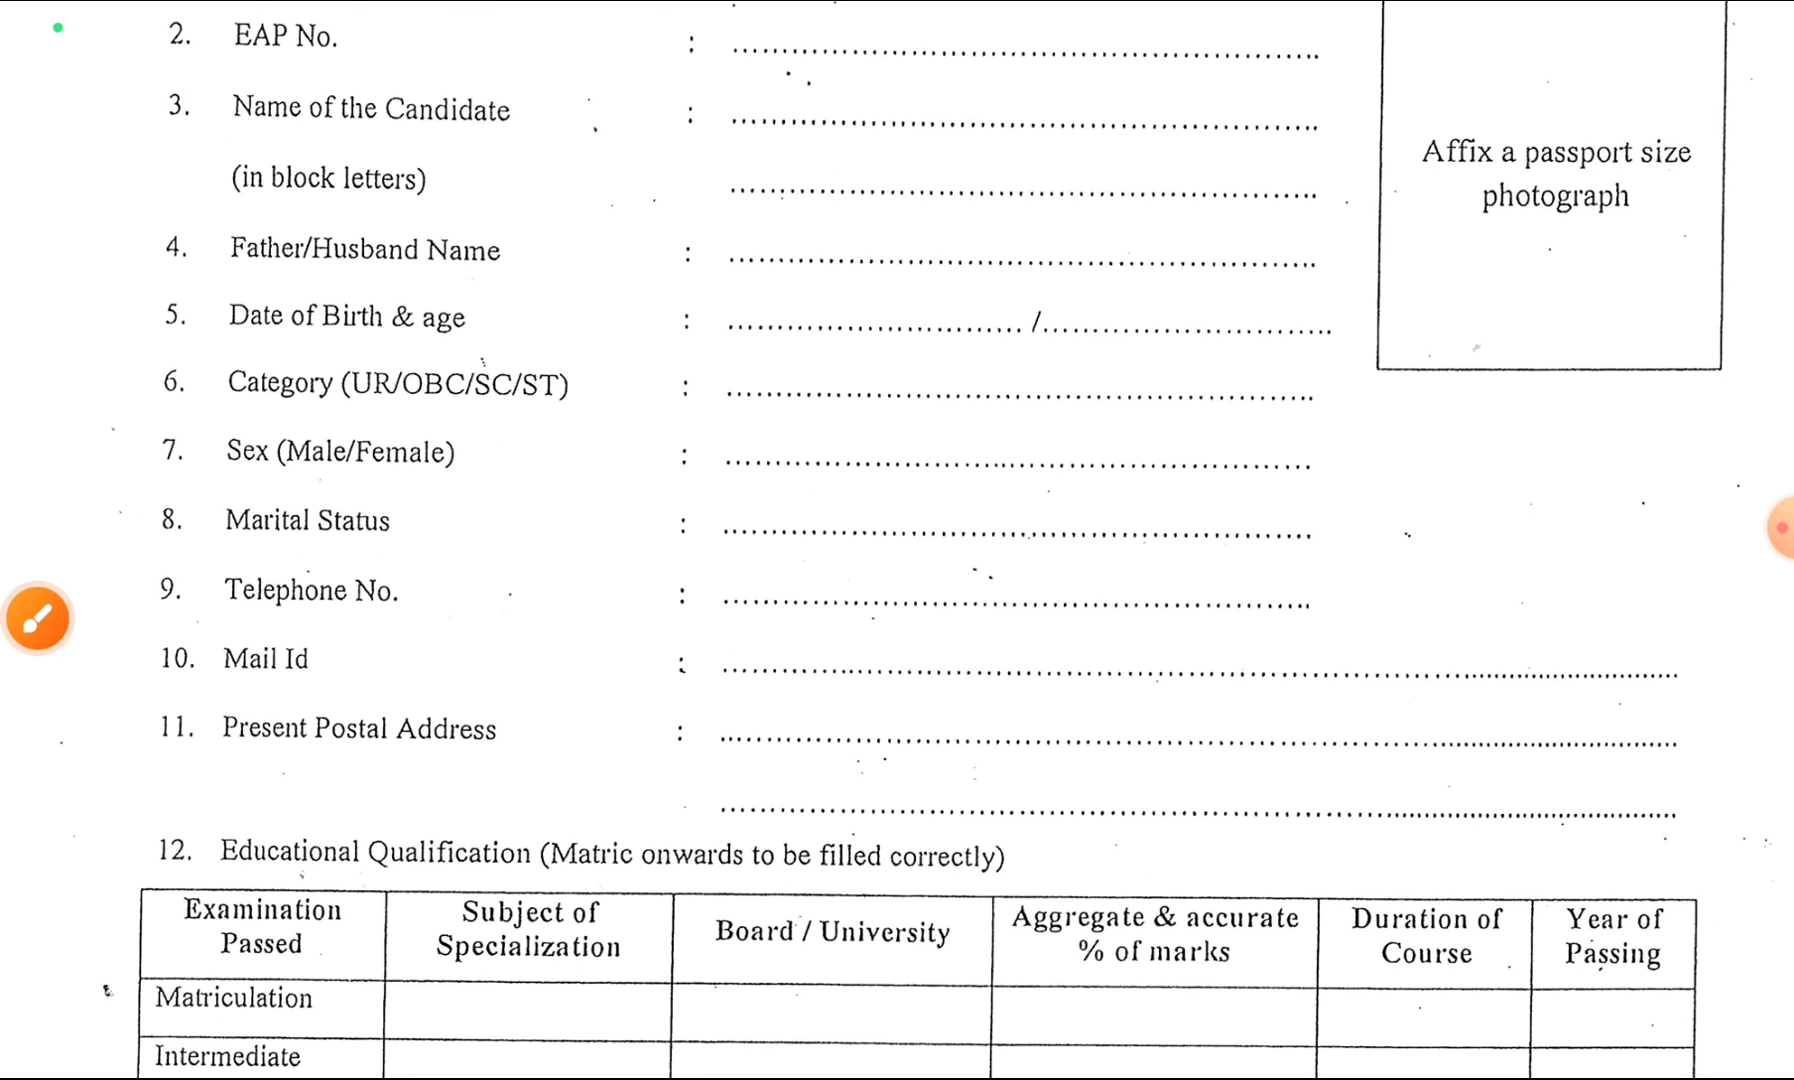 2. EAP No. : ........................................................
3. Name of the Candidate : ........................................................
(in block letters) ........................................................
Affix a passport size
photograph
4. Father/Husband Name : ........................................................
5. Date of Birth & age : ............................ /............................
6. Category (UR/OBC/SC/ST) : ........................................................
7. Sex (Male/Female) : ........................................................
8. Marital Status : ........................................................
9. Telephone No. : ........................................................
10. Mail Id : ........................................................
11. Present Postal Address : ........................................................
........................................................
12. Educational Qualification (Matric onwards to be filled correctly)
Examination
Passed
Subject of
Specialization
Board / University
Aggregate & accurate
% of marks
Duration of
Course
Year of
Passing
Matriculation
Intermediate